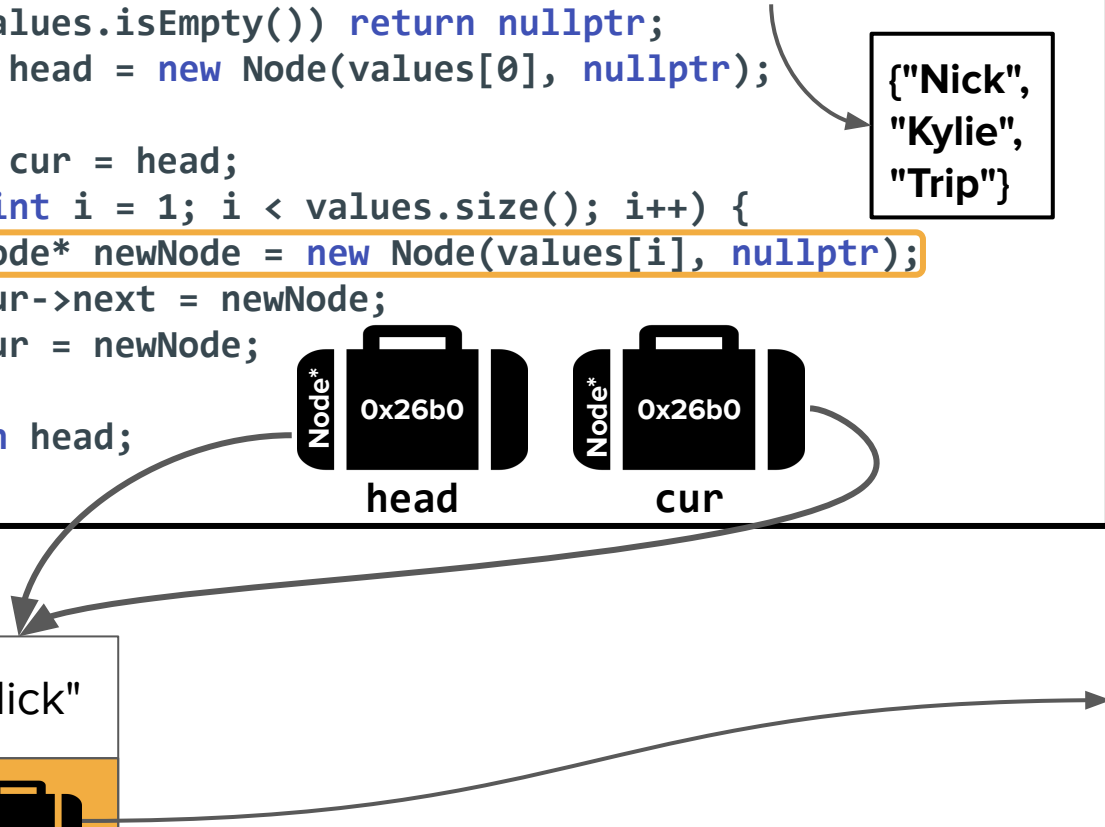 alues.isEmpty()) return nullptr;
head = new Node(values[0], nullptr);
cur = head;
int i = 1; i < values.size(); i++) {
ode* newNode = new Node(values[i], nullptr);
ur->next = newNode;
ur = newNode;
n head;
{"Nick",
"Kylie",
"Trip"}
Node*
0x26b0
head
Node*
0x26b0
cur
lick"